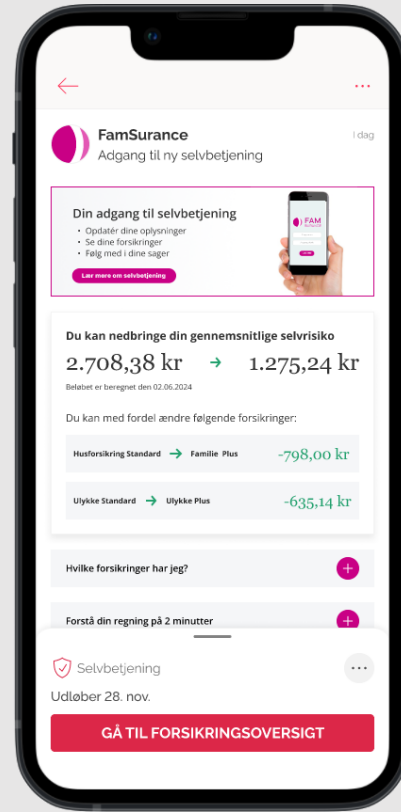 FamSurance
I dag
Adgang til ny selvbetjening
Din adgang til selvbetjening
• Opdatér dine oplysninger
• Se dine forsikringer
• Følg med i dine sager
Lær mere om selvbetjening
FAM
Du kan nedbringe din gennemsnitlige selvrisiko
2.708,38 kr → 1.275,24 kr
Beløbet er beregnet den 02.06.2024
Du kan med fordel ændre følgende forsikringer:
Husforsikring Standard → Familie Plus -798,00 kr
Ulykke Standard → Ulykke Plus -635,14 kr
Hvilke forsikringer har jeg?
Forstå din regning på 2 minutter
Selvbetjening
Udløber 28. nov.
GÅ TIL FORSIKRINGSOVERSIGT